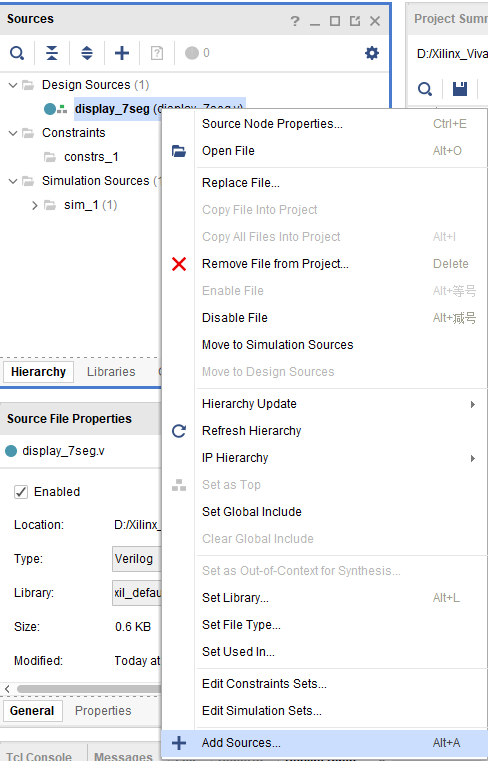 Sources
Project Summ
D:/Xilinx_Viva
0
Design Sources (1)
display_7seg (display_7seg.v)
Constraints
constrs_1
Simulation Sources (1
sim_1 (1)
Hierarchy
Libraries
Source File Properties
display_7seg.v
Enabled
Location:
D:/Xilinx_
Type:
Verilog
Library:
xil_defau
Size:
0.6 KB
Modified:
Today at
General
Properties
Tcl Console
Messages
Source Node Properties...
Ctrl+E
Open File
Alt+O
Replace File...
Copy File Into Project
Copy All Files Into Project
Alt+I
Remove File from Project...
Delete
Enable File
Alt+等号
Disable File
Alt+减号
Move to Simulation Sources
Move to Design Sources
Hierarchy Update
Refresh Hierarchy
IP Hierarchy
Set as Top
Set Global Include
Clear Global Include
Set as Out-of-Context for Synthesis...
Set Library...
Alt+L
Set File Type...
Set Used In...
Edit Constraints Sets...
Edit Simulation Sets...
Add Sources...
Alt+A